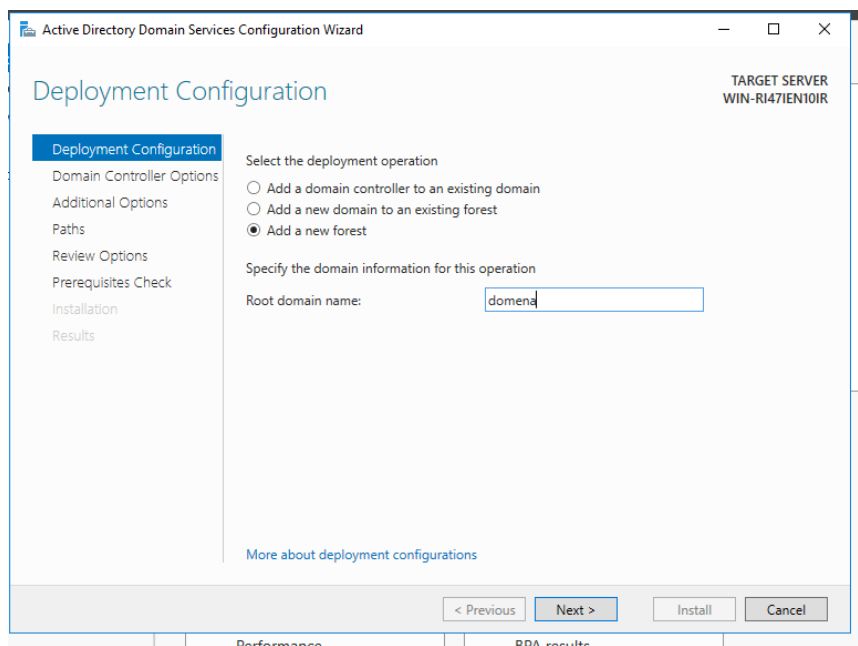 Active Directory Domain Services Configuration Wizard
Deployment Configuration
TARGET SERVER
WIN-RI47IEN10IR
Deployment Configuration
Domain Controller Options
Additional Options
Paths
Review Options
Prerequisites Check
Installation
Results
Select the deployment operation
Add a domain controller to an existing domain
Add a new domain to an existing forest
Add a new forest
Specify the domain information for this operation
Root domain name: domena
More about deployment configurations
< Previous Next > Install Cancel
Performance BPA results